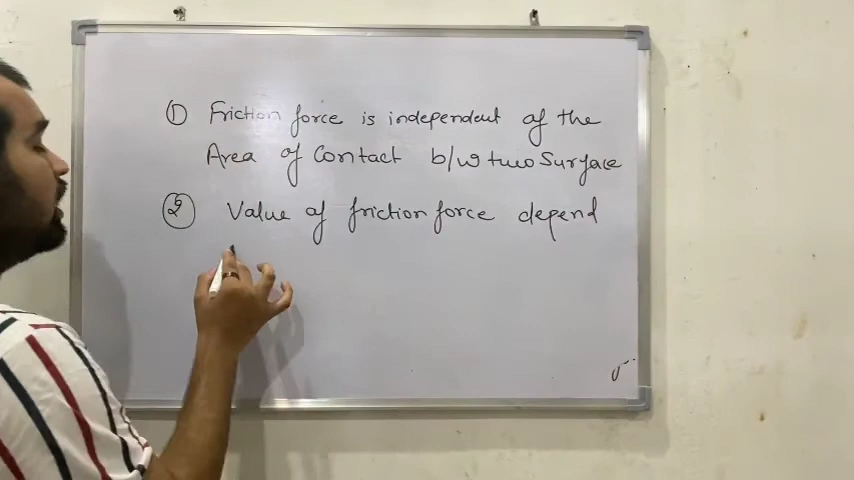 ① Friction force is independent of the
Area of Contact b/w two Surface
② Value of friction force depend